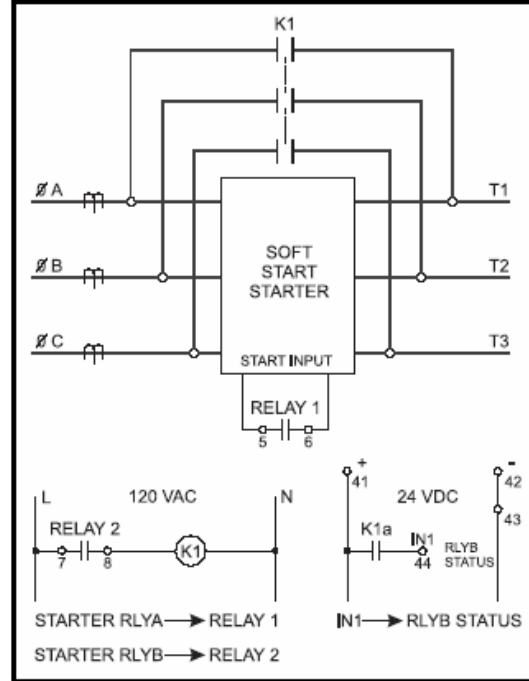 K1
ØA
T1
SOFT
START
STARTER
ØB
T2
ØC
T3
START INPUT
RELAY 1
5 6
+ -
41 42
L 120 VAC N 24 VDC
43
RELAY 2
K1a IN1 RLYB
STATUS
7 8 K1 44
STARTER RLYA → RELAY 1
IN1 → RLYB STATUS
STARTER RLYB → RELAY 2